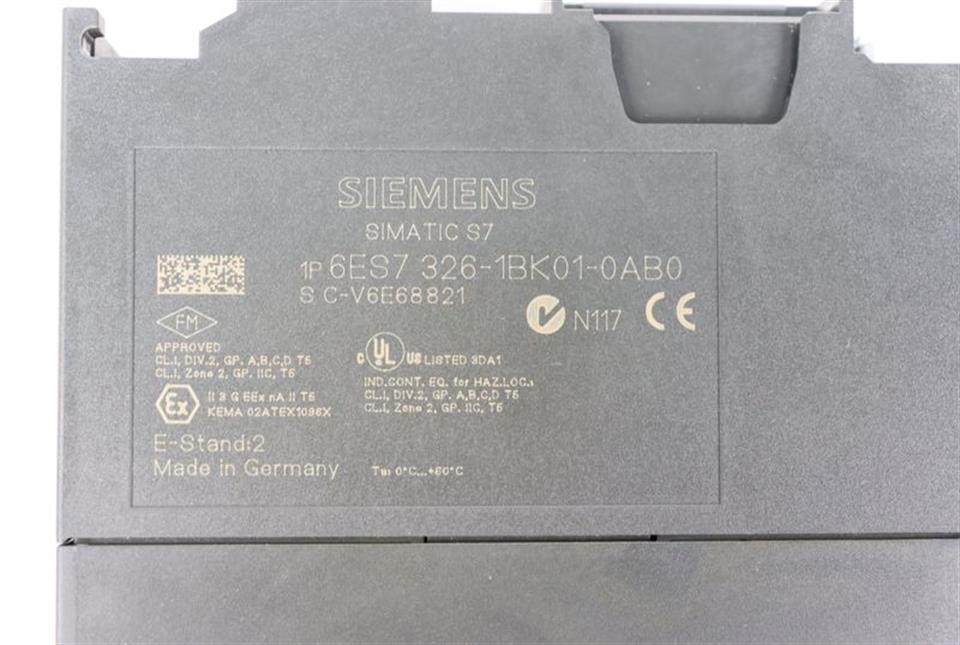 SIEMENS
SIMATIC S7
1P 6ES7 326-1BK01-0AB0
S C-V6E68821
N117 CE
FM
APPROVED
CL.I, DIV.2, GP. A,B,C,D T5
CL.I, Zone 2, GP. IIC, T5
C UL US LISTED 3DA1
IND.CONT. EQ. for HAZ.LOC.:
CL.I, DIV.2, GP. A,B,C,D T5
CL.I, Zone 2, GP. IIC, T5
Ex II 3 G EEx nA II T5
KEMA 02ATEX1096X
E-Stand:2
Made in Germany
Ta: 0°C...+60°C